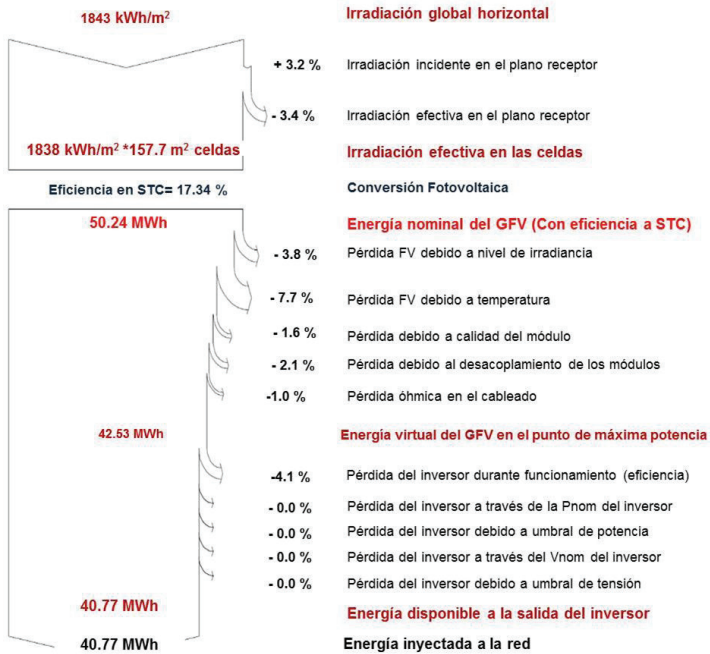 1843 kWh/m² Irradiación global horizontal
+ 3.2 % Irradiación incidente en el plano receptor
- 3.4 % Irradiación efectiva en el plano receptor
1838 kWh/m² *157.7 m² celdas Irradiación efectiva en las celdas
Eficiencia en STC= 17.34 % Conversión Fotovoltaica
50.24 MWh Energía nominal del GFV (Con eficiencia a STC)
- 3.8 % Pérdida FV debido a nivel de irradiancia
- 7.7 % Pérdida FV debido a temperatura
- 1.6 % Pérdida debido a calidad del módulo
- 2.1 % Pérdida debido al desacoplamiento de los módulos
-1.0 % Pérdida óhmica en el cableado
42.53 MWh Energía virtual del GFV en el punto de máxima potencia
-4.1 % Pérdida del inversor durante funcionamiento (eficiencia)
- 0.0 % Pérdida del inversor a través de la Pnom del inversor
- 0.0 % Pérdida del inversor debido a umbral de potencia
- 0.0 % Pérdida del inversor a través del Vnom del inversor
- 0.0 % Pérdida del inversor debido a umbral de tensión
40.77 MWh Energía disponible a la salida del inversor
40.77 MWh Energía inyectada a la red